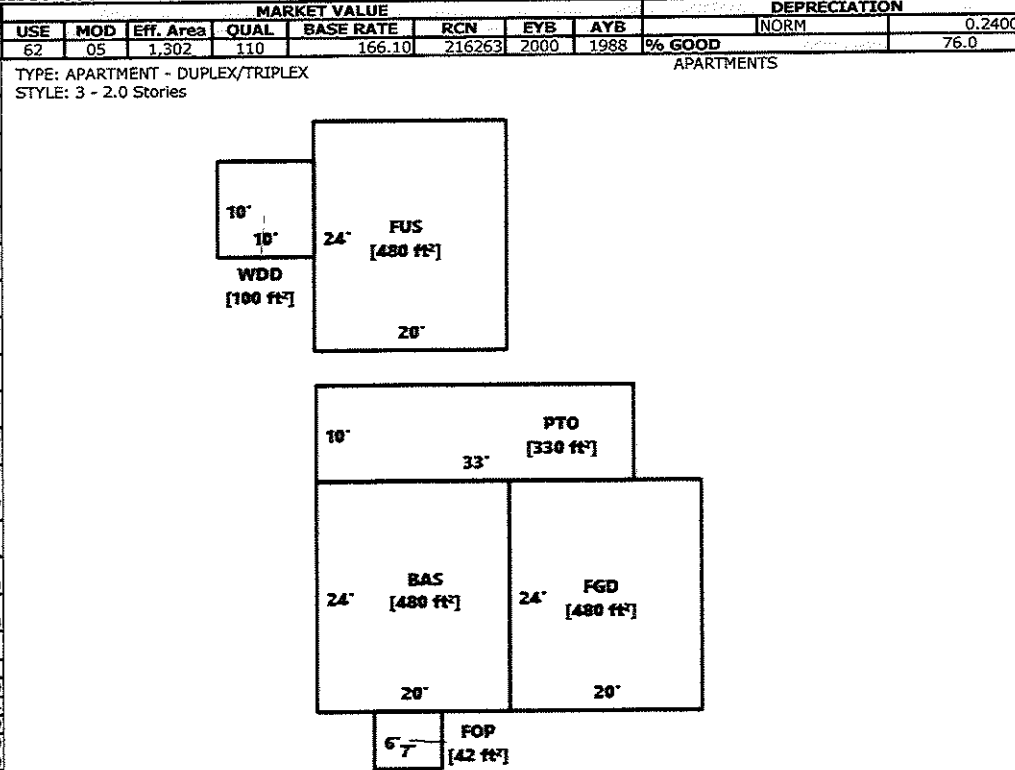 MARKET VALUE DEPRECIATION
USE MOD Eff. Area QUAL BASE RATE RCN EYB AYB NORM 0.2400
62 05 1,302 110 166.10 216263 2000 1988 % GOOD 76.0
TYPE: APARTMENT - DUPLEX/TRIPLEX APARTMENTS
STYLE: 3 - 2.0 Stories
10'
10'
WDD
[100 ft²]
24'
FUS
[480 ft²]
20'
10'
33'
PTO
[330 ft²]
24'
BAS
[480 ft²]
20'
24'
FGD
[480 ft²]
20'
6
7
FOP
[42 ft²]